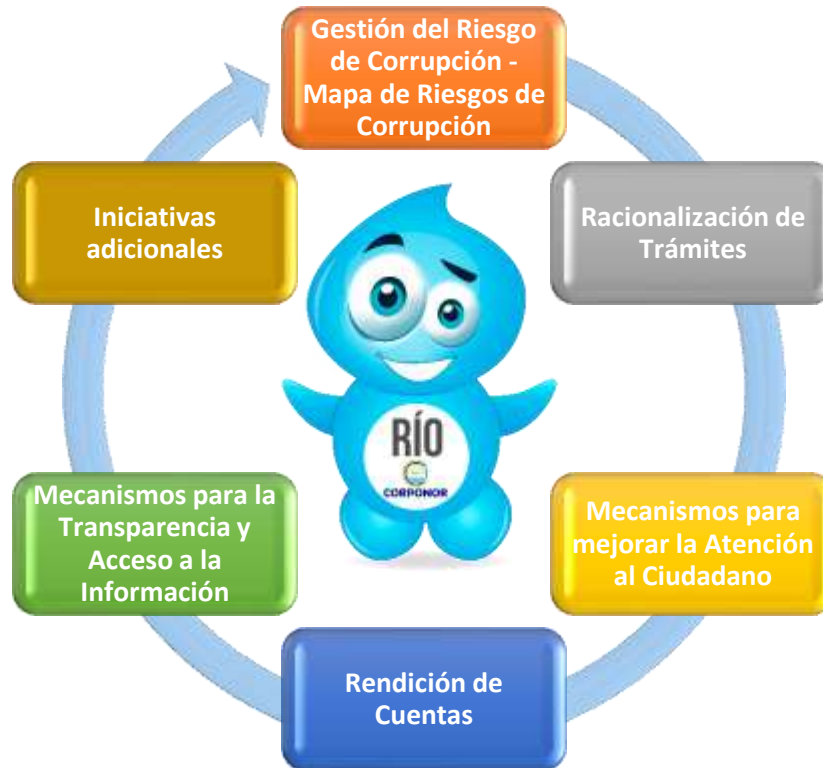 Gestión del Riesgo
de Corrupción -
Mapa de Riesgos de
Corrupción
Racionalización de
Trámites
Mecanismos para
mejorar la Atención
al Ciudadano
Rendición de
Cuentas
Mecanismos para la
Transparencia y
Acceso a la
Información
Iniciativas
adicionales
RÍO
CORPONOR